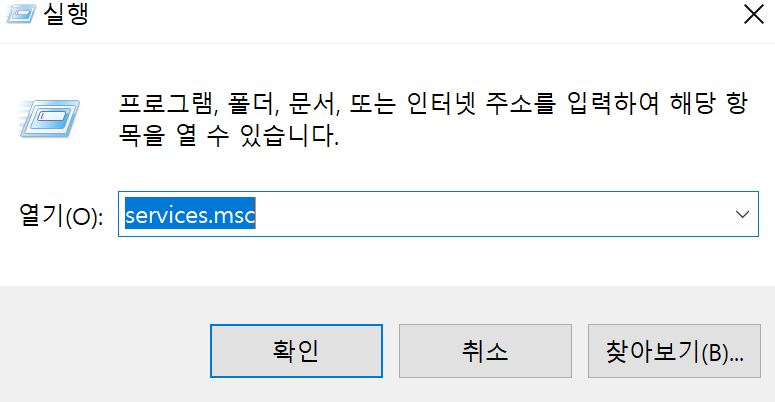 실행
프로그램, 폴더, 문서, 또는 인터넷 주소를 입력하여 해당 항
목을 열 수 있습니다.
열기(O): services.msc
확인 취소 찾아보기(B)...